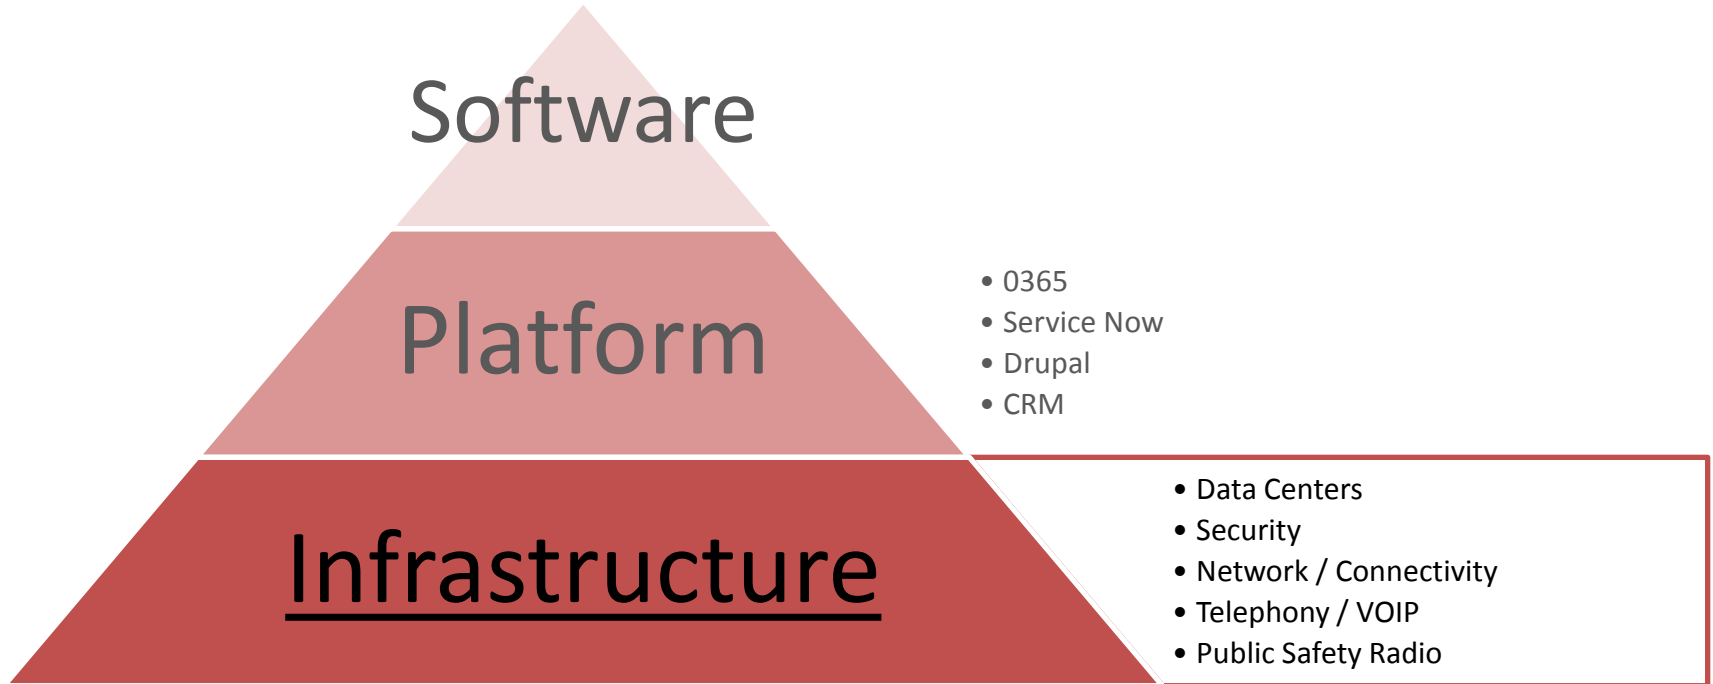 Software
Platform
• 0365
• Service Now
• Drupal
• CRM
Infrastructure
• Data Centers
• Security
• Network / Connectivity
• Telephony / VOIP
• Public Safety Radio